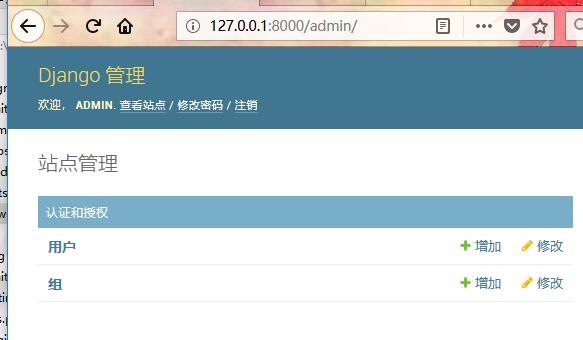 127.0.0.1:8000/admin/
Django 管理
欢迎， ADMIN. 查看站点 / 修改密码 / 注销
站点管理
认证和授权
用户 增加 修改
组 增加 修改